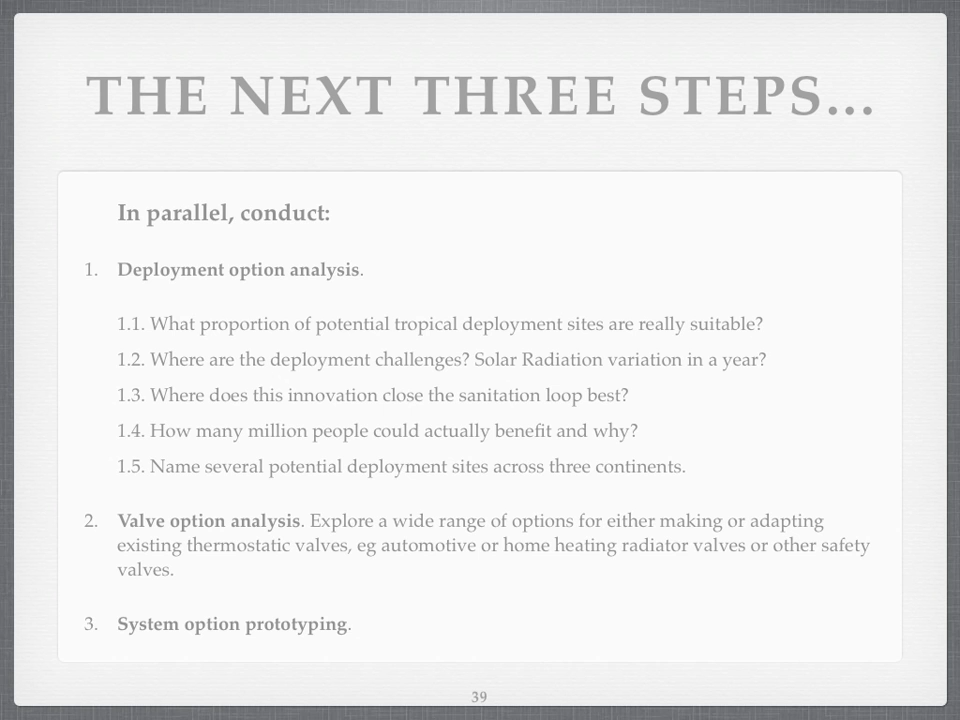 THE NEXT THREE STEPS...
In parallel, conduct:
1. Deployment option analysis.
1.1. What proportion of potential tropical deployment sites are really suitable?
1.2. Where are the deployment challenges? Solar Radiation variation in a year?
1.3. Where does this innovation close the sanitation loop best?
1.4. How many million people could actually benefit and why?
1.5. Name several potential deployment sites across three continents.
2. Valve option analysis. Explore a wide range of options for either making or adapting
existing thermostatic valves, eg automotive or home heating radiator valves or other safety
valves.
3. System option prototyping.
39